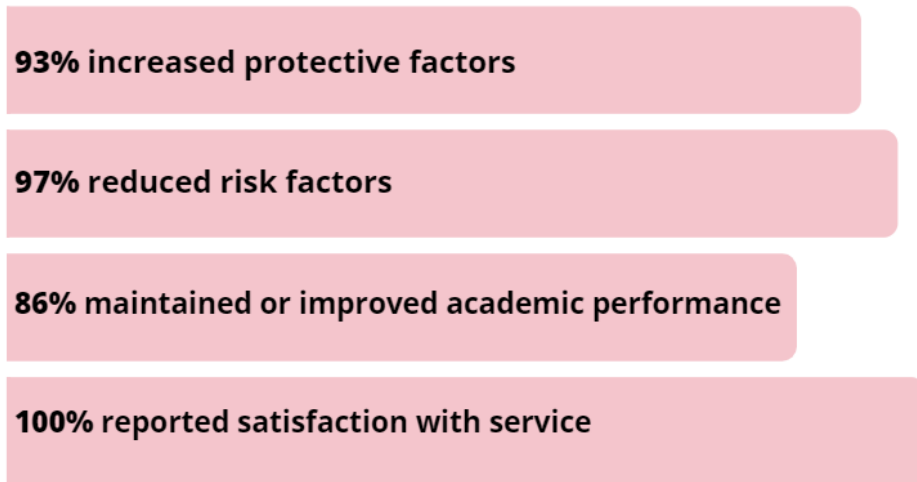 93% increased protective factors
97% reduced risk factors
86% maintained or improved academic performance
100% reported satisfaction with service